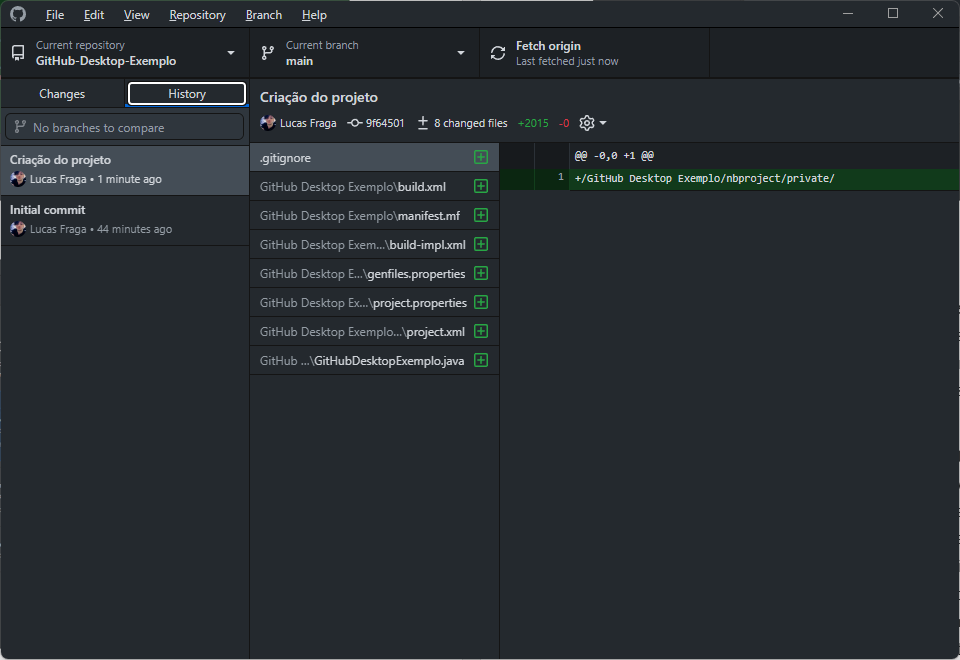 File Edit View Repository Branch Help
Current repository
GitHub-Desktop-Exemplo
Current branch
main
Fetch origin
Last fetched just now
Changes
History
No branches to compare
Criação do projeto
Lucas Fraga • 1 minute ago
Initial commit
Lucas Fraga • 44 minutes ago
Criação do projeto
Lucas Fraga 9f64501 8 changed files +2015 -0
.gitignore
GitHub Desktop Exemplo\build.xml
GitHub Desktop Exemplo\manifest.mf
GitHub Desktop Exem...\build-impl.xml
GitHub Desktop E...\genfiles.properties
GitHub Desktop Ex...\project.properties
GitHub Desktop Exemplo...\project.xml
GitHub ...\GitHubDesktopExemplo.java
@@ -0,0 +1 @@
1 +/GitHub Desktop Exemplo/nbproject/private/